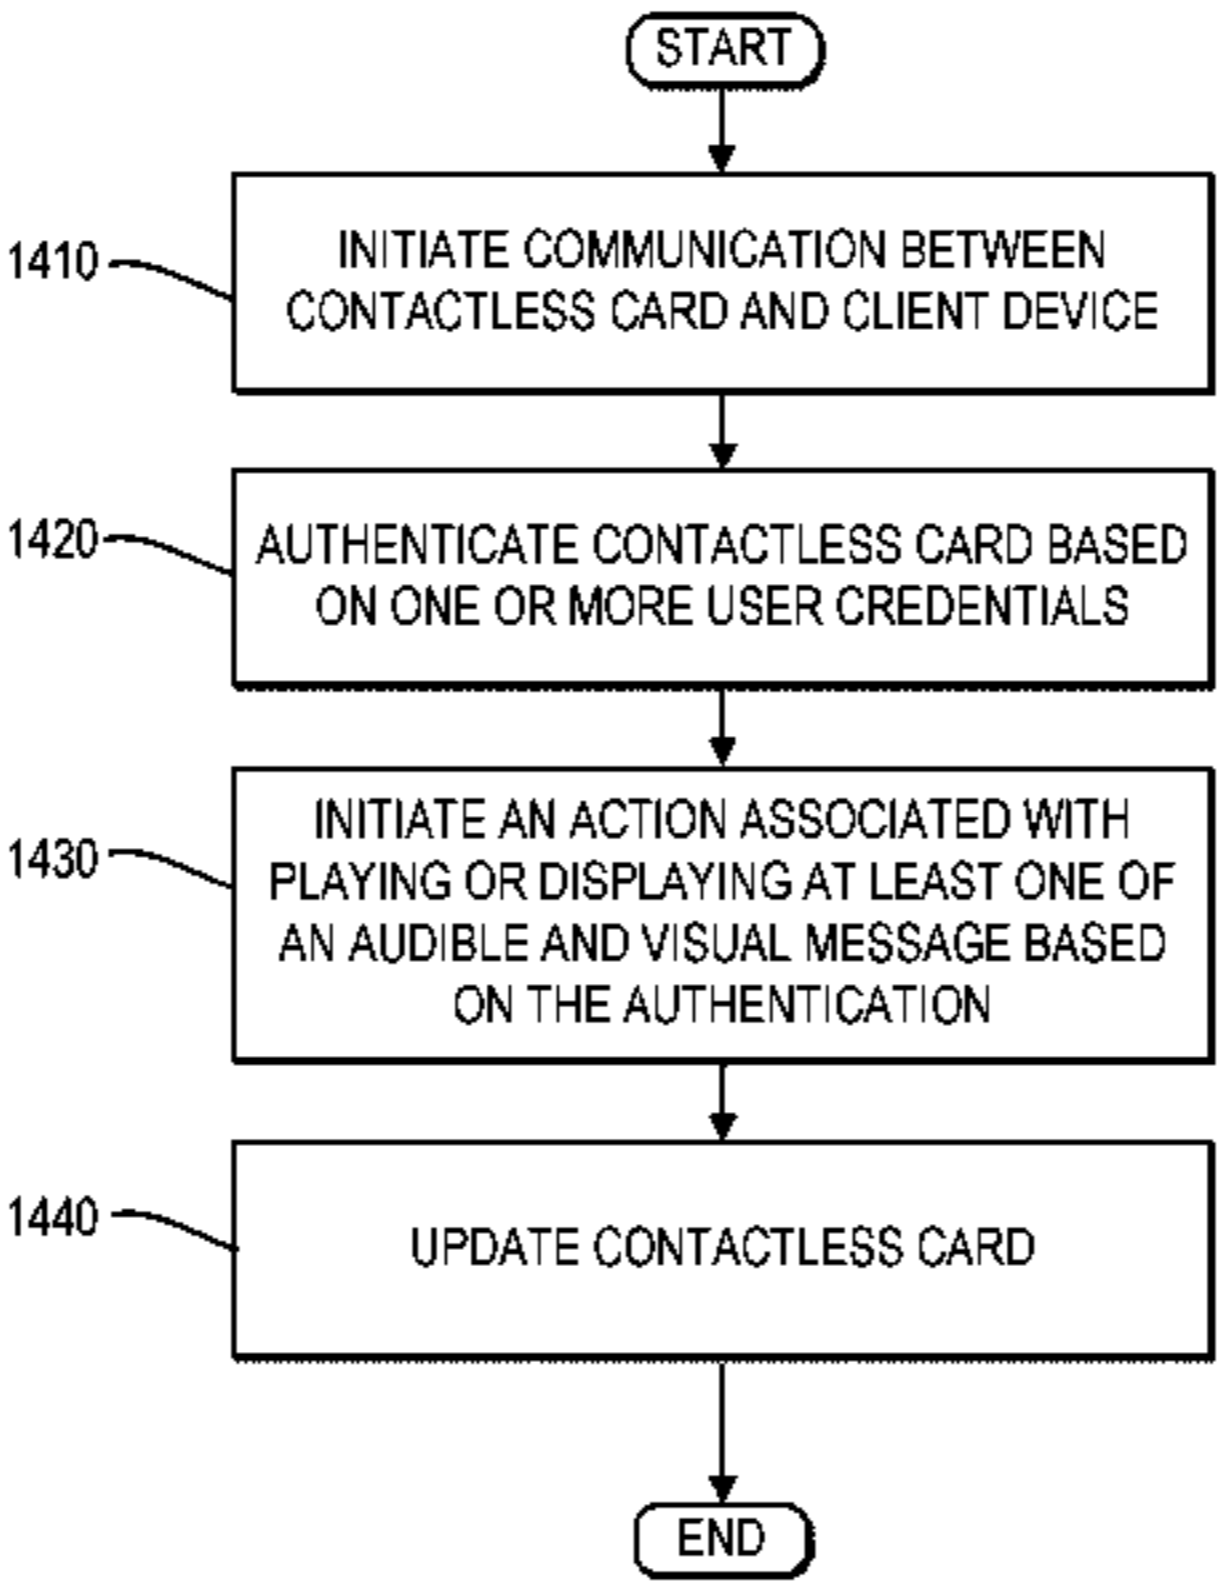 START
1410
INITIATE COMMUNICATION BETWEEN
CONTACTLESS CARD AND CLIENT DEVICE
1420
AUTHENTICATE CONTACTLESS CARD BASED
ON ONE OR MORE USER CREDENTIALS
1430
INITIATE AN ACTION ASSOCIATED WITH
PLAYING OR DISPLAYING AT LEAST ONE OF
AN AUDIBLE AND VISUAL MESSAGE BASED
ON THE AUTHENTICATION
1440
UPDATE CONTACTLESS CARD
END